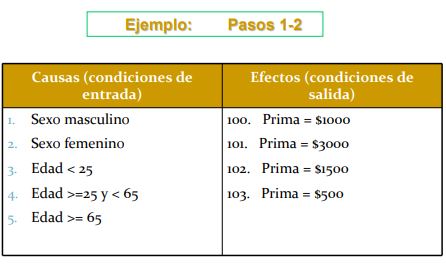 Ejemplo: Pasos 1-2
Causas (condiciones de
entrada)
Efectos (condiciones de
salida)
1. Sexo masculino
2. Sexo femenino
3. Edad < 25
4. Edad >=25 y < 65
5. Edad >= 65
100. Prima = $1000
101. Prima = $3000
102. Prima = $1500
103. Prima = $500